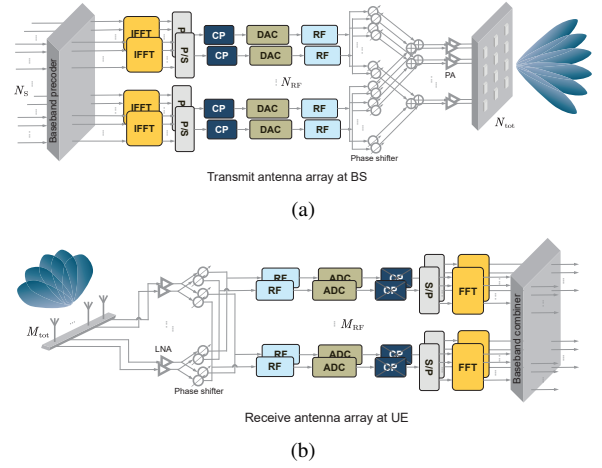 N_S
Baseband precoder
IFFT
IFFT
P/S
CP
CP
DAC
DAC
RF
RF
N_RF
IFFT
IFFT
P/S
CP
CP
DAC
DAC
RF
RF
Phase shifter
PA
N_tot
Transmit antenna array at BS
(a)
M_tot
LNA
Phase shifter
RF
RF
ADC
ADC
CP
CP
S/P
FFT
M_RF
RF
RF
ADC
ADC
CP
CP
S/P
FFT
Baseband combiner
Receive antenna array at UE
(b)